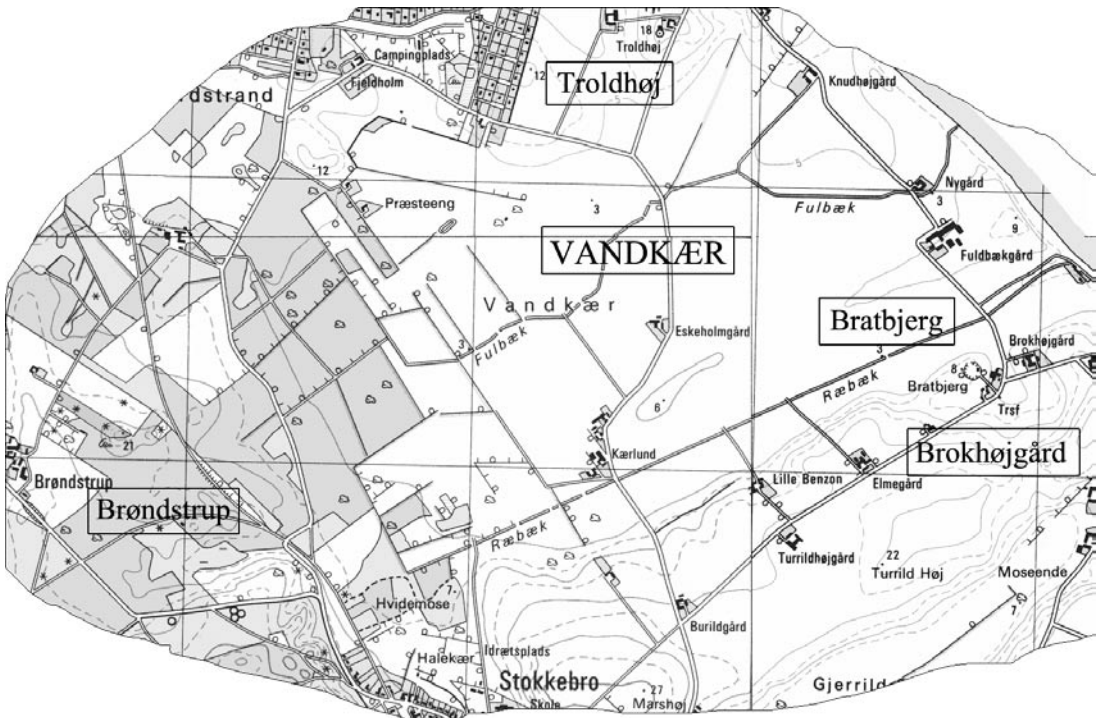 18
Troldhøj
Campingplads
12
Troldhøj
Fjeldholm
Knudhøjgård
dstrand
5
12
Præsteeng
3
Nygård
3
Fulbæk
9
VANDKÆR
Fuldbækgård
Vandkær
Bratbjerg
Eskeholmgård
3
Fulbæk
3
Brokhøjgård
8
Bratbjerg
Ræbæk
6
Trsf
21
Kærlund
Brokhøjgård
Brøndstrup
Lille Benzon
Elmegård
Brøndstrup
Ræbæk
Turrildhøjgård
22
Turrild Høj
Moseende
7
Hvidemose
7
Burildgård
Halekær
Idrætsplads
Stokkebro
27
Marshø
Skole
Gjerrild